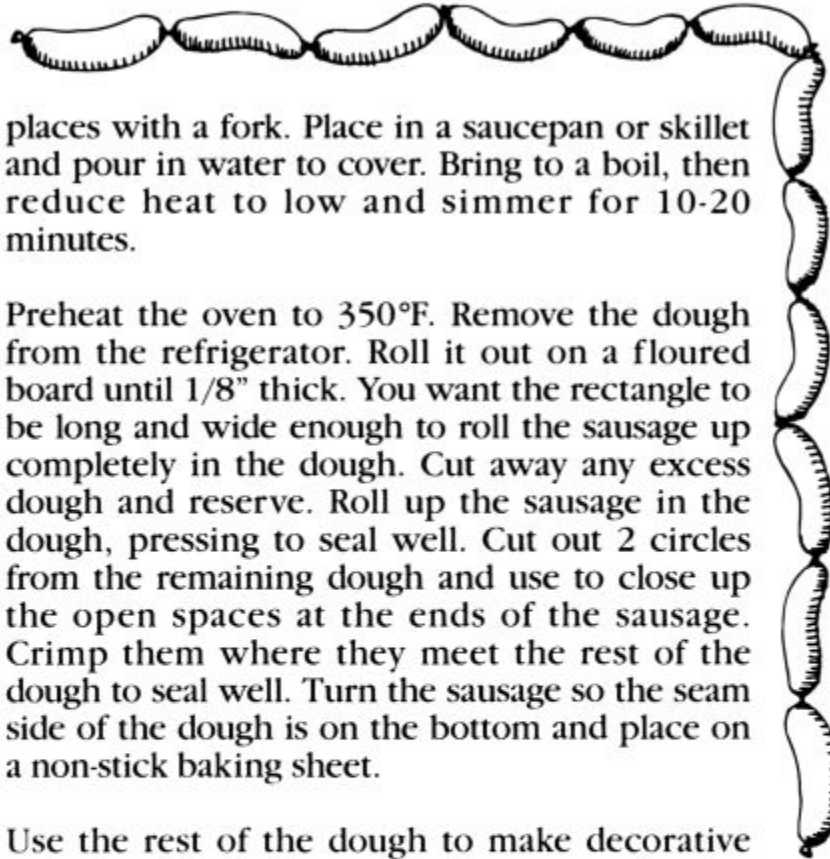 places with a fork. Place in a saucepan or skillet
and pour in water to cover. Bring to a boil, then
reduce heat to low and simmer for 10-20
minutes.
Preheat the oven to 350°F. Remove the dough
from the refrigerator. Roll it out on a floured
board until 1/8” thick. You want the rectangle to
be long and wide enough to roll the sausage up
completely in the dough. Cut away any excess
dough and reserve. Roll up the sausage in the
dough, pressing to seal well. Cut out 2 circles
from the remaining dough and use to close up
the open spaces at the ends of the sausage.
Crimp them where they meet the rest of the
dough to seal well. Turn the sausage so the seam
side of the dough is on the bottom and place on
a non-stick baking sheet.
Use the rest of the dough to make decorative